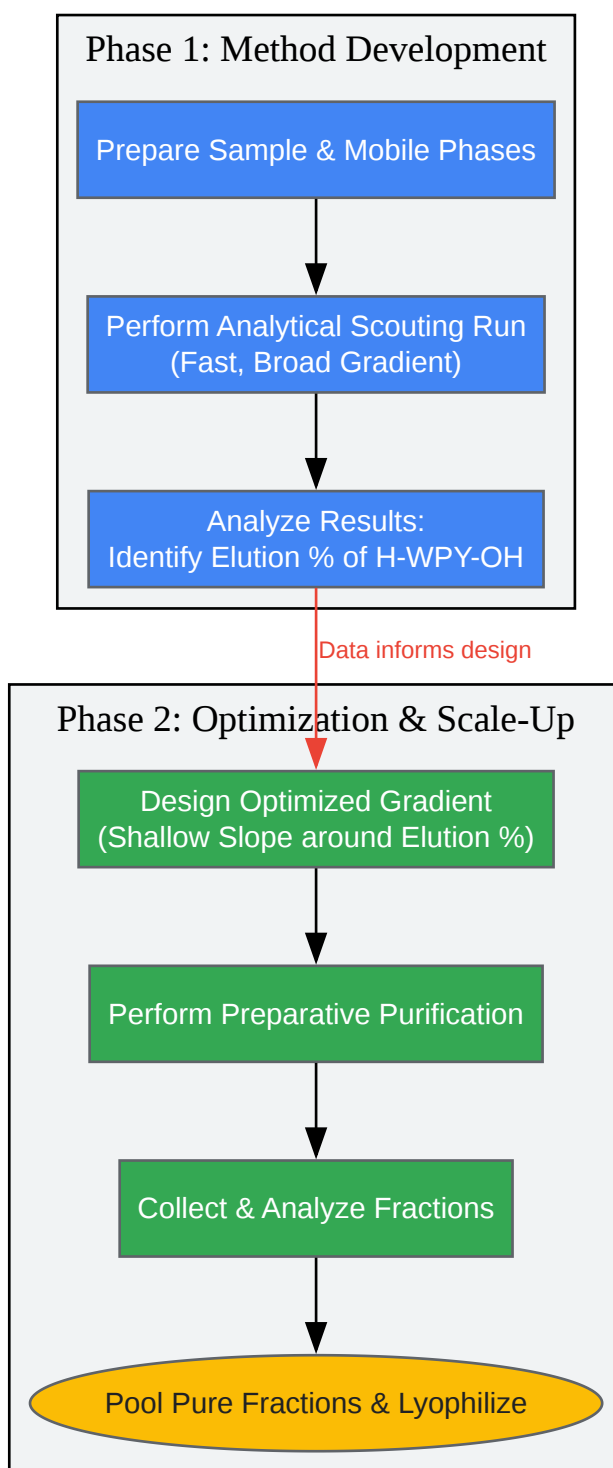 Phase 1: Method Development
Prepare Sample & Mobile Phases
Perform Analytical Scouting Run
(Fast, Broad Gradient)
Analyze Results:
Identify Elution % of H-WPY-OH
Data informs design
Phase 2: Optimization & Scale-Up
Design Optimized Gradient
(Shallow Slope around Elution %)
Perform Preparative Purification
Collect & Analyze Fractions
Pool Pure Fractions & Lyophilize